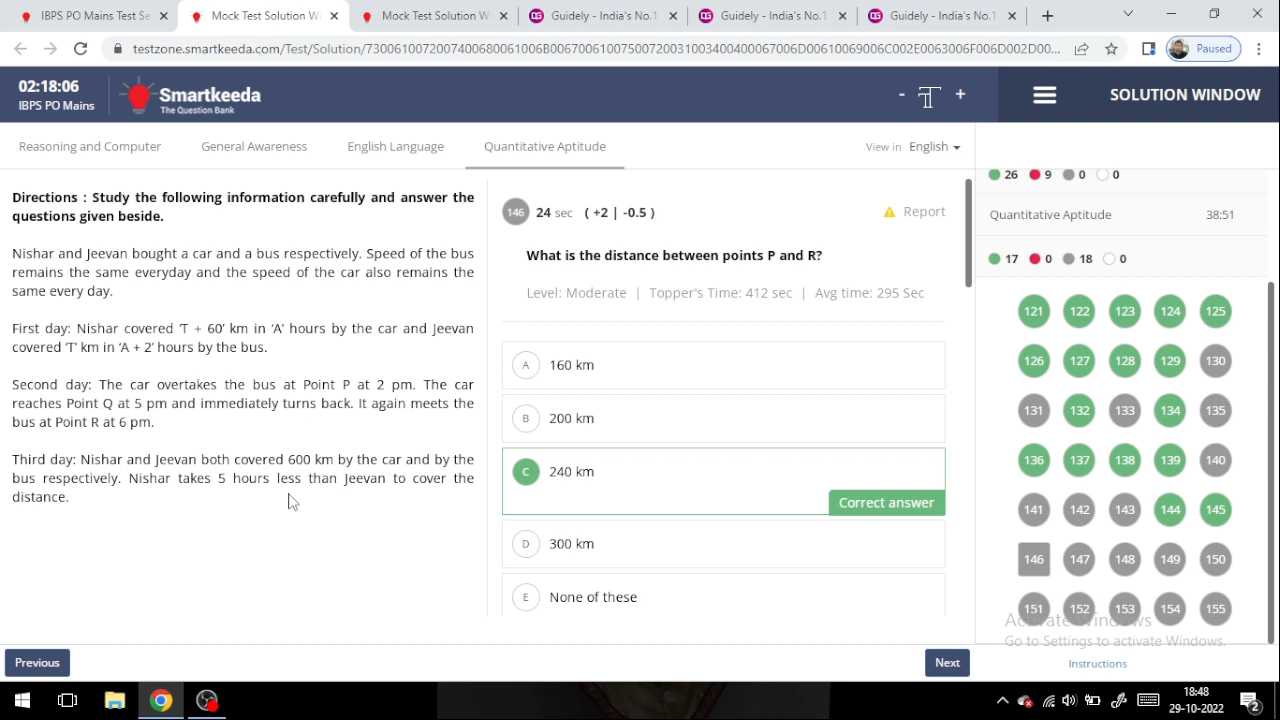 IBPS PO Mains Test Se
Mock Test Solution Wi
Mock Test Solution Wi
Guidely - India's No.1
Guidely - India's No.1
Guidely - India's No.1
Paused
02:18:06
IBPS PO Mains
Smartkeeda
The Question Bank
- T +
SOLUTION WINDOW
Reasoning and Computer
General Awareness
English Language
Quantitative Aptitude
View in English
Directions : Study the following information carefully and answer the
questions given beside.
Nishar and Jeevan bought a car and a bus respectively. Speed of the bus
remains the same everyday and the speed of the car also remains the
same every day.
First day: Nishar covered ‘T + 60’ km in ‘A’ hours by the car and Jeevan
covered ‘T’ km in ‘A + 2’ hours by the bus.
Second day: The car overtakes the bus at Point P at 2 pm. The car
reaches Point Q at 5 pm and immediately turns back. It again meets the
bus at Point R at 6 pm.
Third day: Nishar and Jeevan both covered 600 km by the car and by the
bus respectively. Nishar takes 5 hours less than Jeevan to cover the
distance.
146 24 sec ( +2 | -0.5 )
Report
What is the distance between points P and R?
Level: Moderate | Topper's Time: 412 sec | Avg time: 295 Sec
A 160 km
B 200 km
C 240 km
Correct answer
D 300 km
E None of these
26 9 0 0
Quantitative Aptitude 38:51
17 0 18 0
121 122 123 124 125
126 127 128 129 130
131 132 133 134 135
136 137 138 139 140
141 142 143 144 145
146 147 148 149 150
151 152 153 154 155
Activate Windows
Go to Settings to activate Windows.
Previous
Next
Instructions
18:48
29-10-2022
2